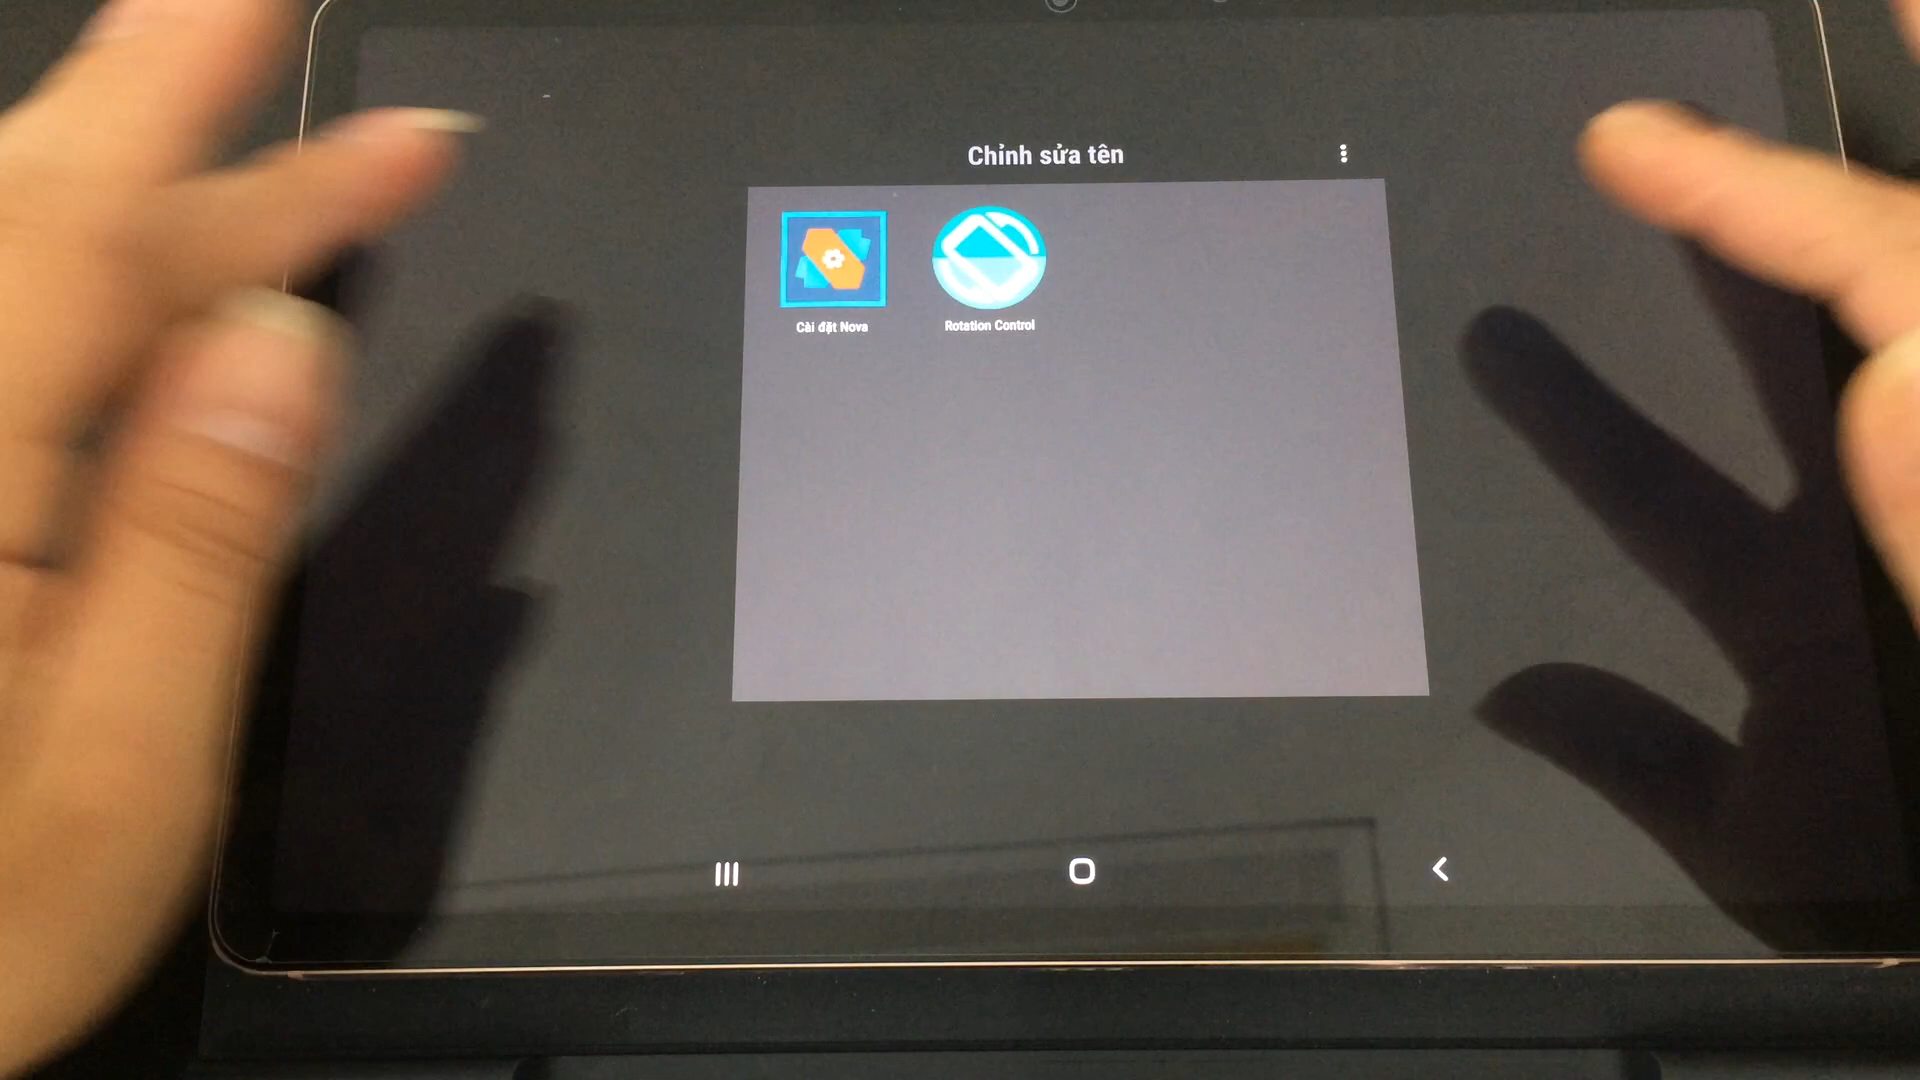 Chỉnh sửa tên
Cài đặt Nova
Rotation Control